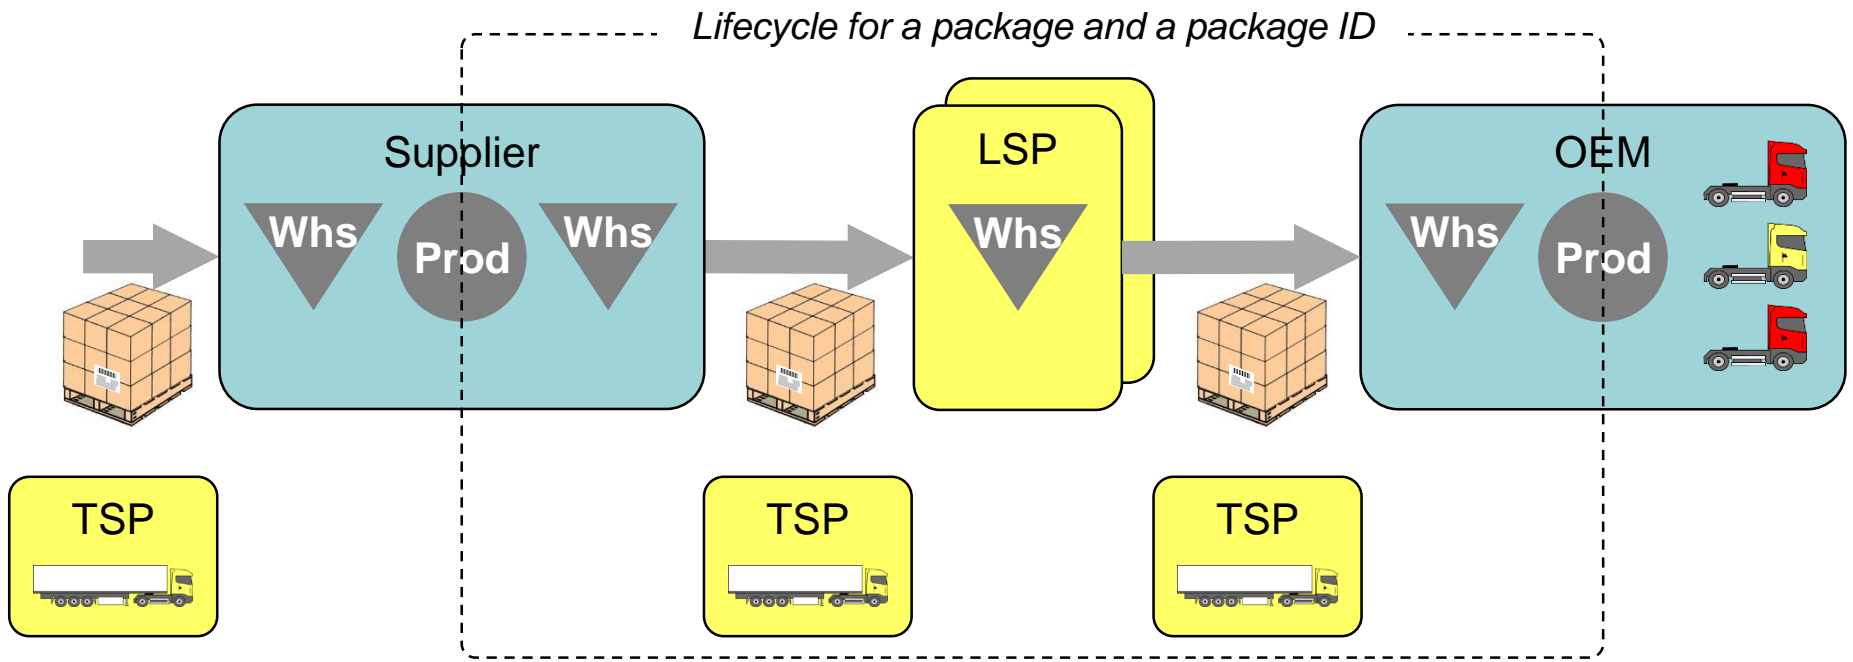 Lifecycle for a package and a package ID
Supplier
Whs
Prod
Whs
LSP
Whs
OEM
Whs
Prod
TSP
TSP
TSP